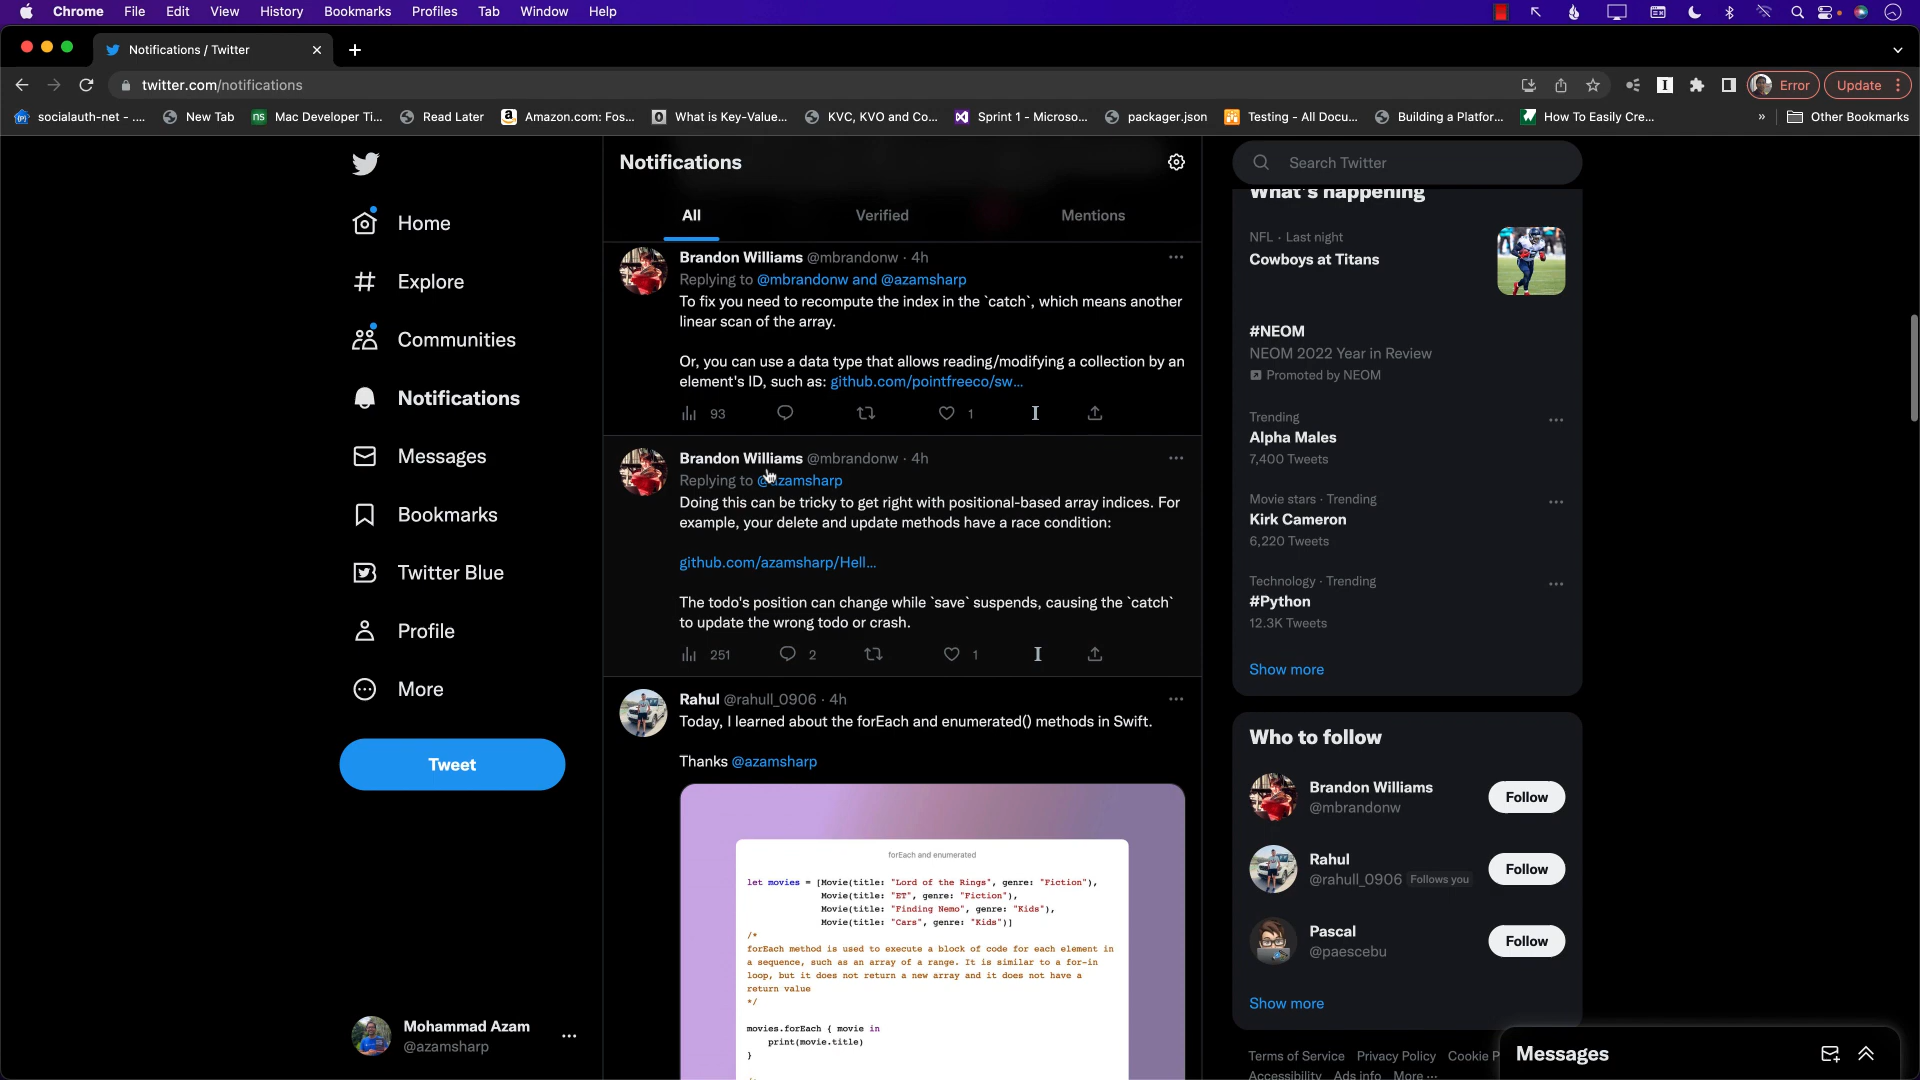 Chrome File Edit View History Bookmarks Profiles Tab Window Help
Notifications / Twitter
twitter.com/notifications
Error
Update
socialauth-net - .... New Tab Mac Developer Ti... Read Later Amazon.com: Fos... What is Key-Value... KVC, KVO and Co... Sprint 1 - Microso... packager.json Testing - All Docu... Building a Platfor... How To Easily Cre... » Other Bookmarks
Home
Explore
Communities
Notifications
Messages
Bookmarks
Twitter Blue
Profile
More
Tweet
Mohammad Azam
@azamsharp
Notifications
All Verified Mentions
Brandon Williams @mbrandonw · 4h
Replying to @mbrandonw and @azamsharp
To fix you need to recompute the index in the `catch`, which means another
linear scan of the array.
Or, you can use a data type that allows reading/modifying a collection by an
element's ID, such as: github.com/pointfreeco/sw...
93 1
Brandon Williams @mbrandonw · 4h
Replying to @azamsharp
Doing this can be tricky to get right with positional-based array indices. For
example, your delete and update methods have a race condition:
github.com/azamsharp/Hell...
The todo's position can change while `save` suspends, causing the `catch`
to update the wrong todo or crash.
251 2 1
Rahul @rahull_0906 · 4h
Today, I learned about the forEach and enumerated() methods in Swift.
Thanks @azamsharp
forEach and enumerated
let movies = [Movie(title: "Lord of the Rings", genre: "Fiction"),
Movie(title: "ET", genre: "Fiction"),
Movie(title: "Finding Nemo", genre: "Kids"),
Movie(title: "Cars", genre: "Kids")]
/*
forEach method is used to execute a block of code for each element in
a sequence, such as an array of a range. It is similar to a for-in
loop, but it does not return a new array and it does not have a
return value
*/
movies.forEach { movie in
print(movie.title)
}
Search Twitter
What's happening
NFL · Last night
Cowboys at Titans
#NEOM
NEOM 2022 Year in Review
Promoted by NEOM
Trending
Alpha Males
7,400 Tweets
Movie stars · Trending
Kirk Cameron
6,220 Tweets
Technology · Trending
#Python
12.3K Tweets
Show more
Who to follow
Brandon Williams
@mbrandonw
Follow
Rahul
@rahull_0906 Follows you
Follow
Pascal
@paescebu
Follow
Show more
Terms of Service Privacy Policy Cookie P
Accessibility Ads info More ...
Messages